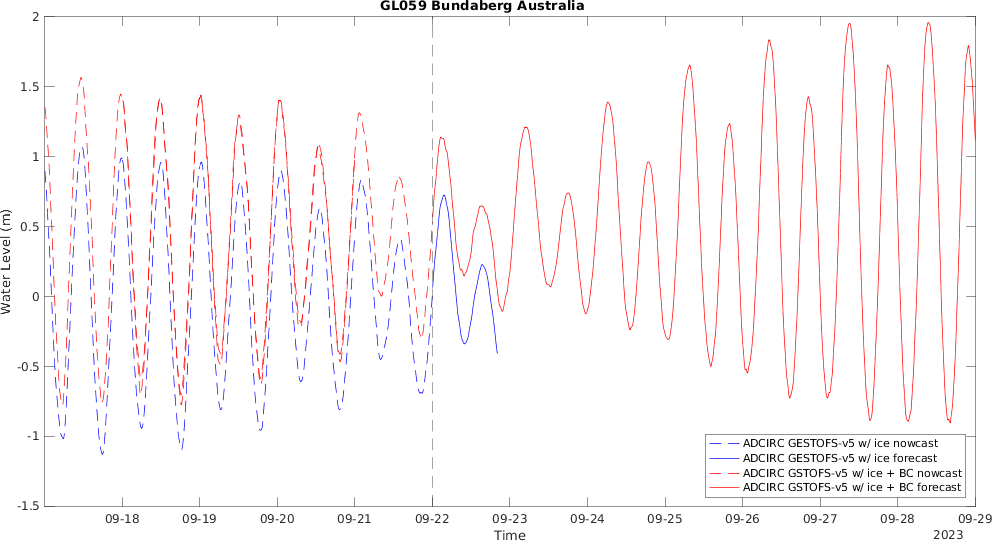 GL059 Bundaberg Australia
2
1.5
1
0.5
0
-0.5
-1
-1.5
Water Level (m)
ADCIRC GESTOFS-v5 w/ ice nowcast
ADCIRC GESTOFS-v5 w/ ice forecast
ADCIRC GSTOFS-v5 w/ ice + BC nowcast
ADCIRC GSTOFS-v5 w/ ice + BC forecast
09-18 09-19 09-20 09-21 09-22 09-23 09-24 09-25 09-26 09-27 09-28 09-29
Time
2023